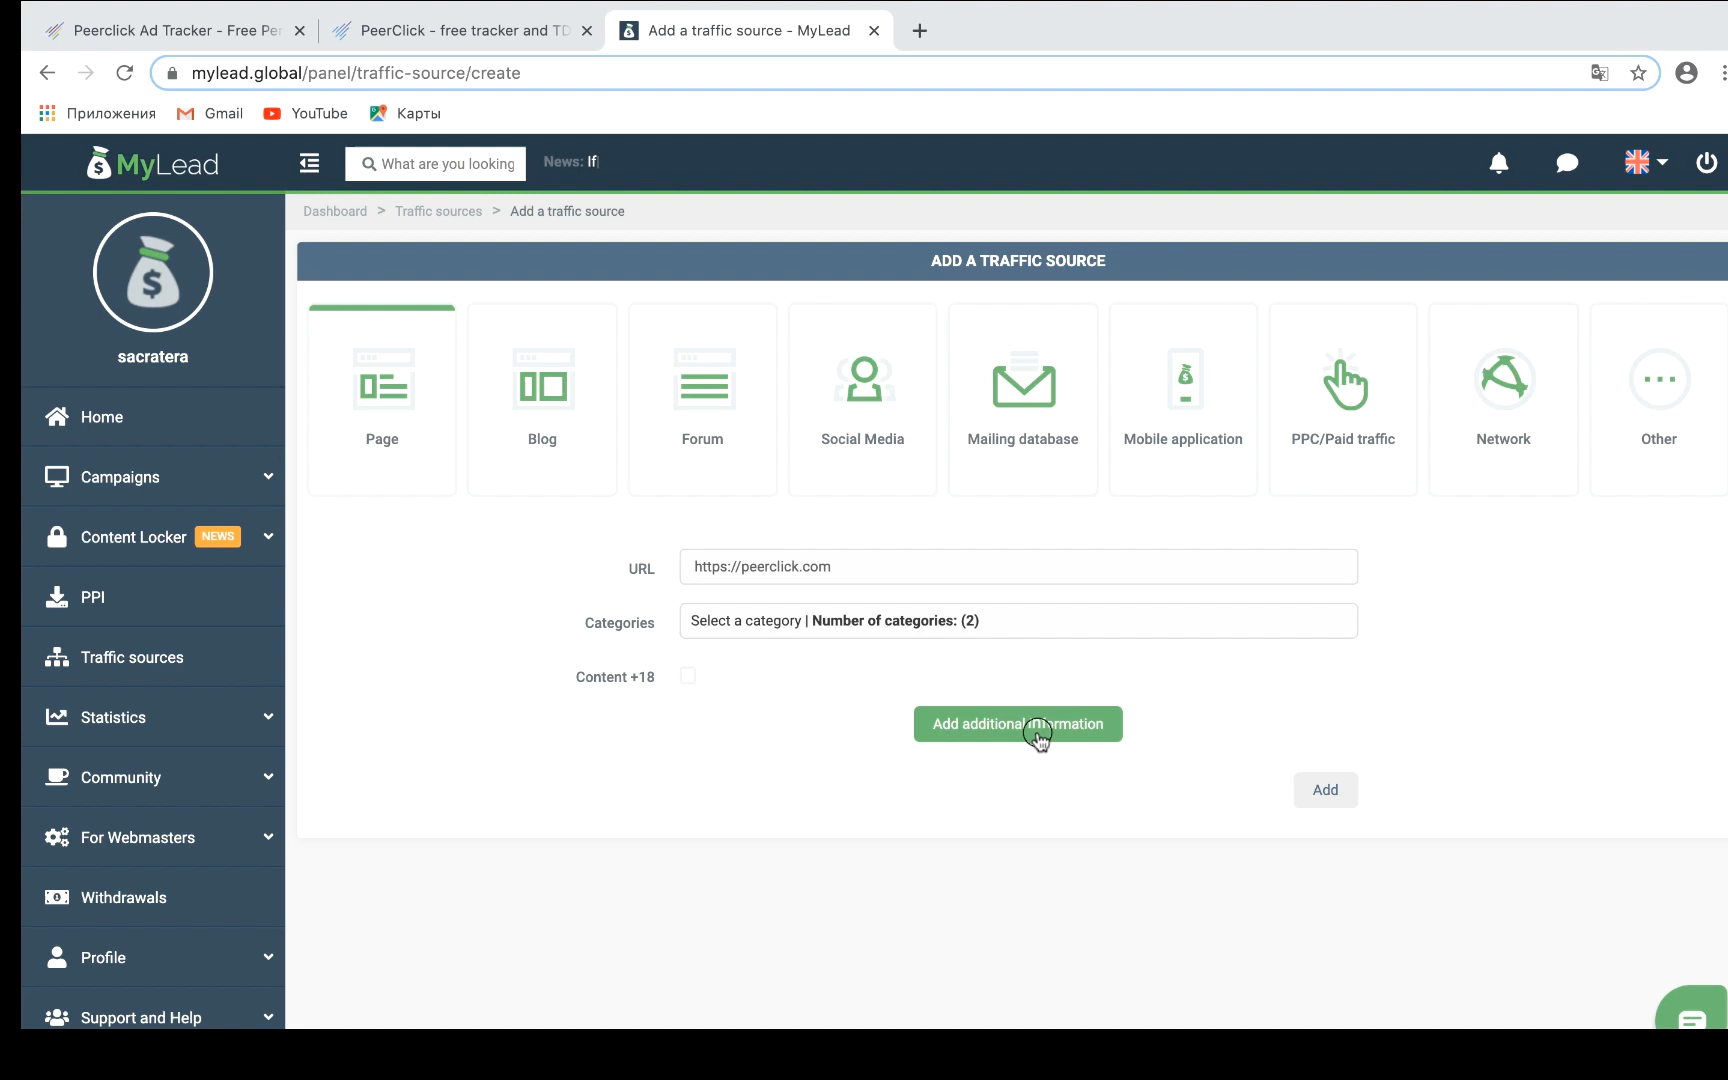 Peerclick Ad Tracker - Free Per
PeerClick - free tracker and TD
Add a traffic source - MyLead
mylead.global/panel/traffic-source/create
Приложения
Gmail
YouTube
Карты
MyLead
What are you looking
News: If
Dashboard > Traffic sources > Add a traffic source
sacratera
ADD A TRAFFIC SOURCE
Page
Blog
Forum
Social Media
Mailing database
Mobile application
PPC/Paid traffic
Network
Other
Home
Campaigns
Content Locker NEWS
PPI
Traffic sources
Statistics
Community
For Webmasters
Withdrawals
Profile
Support and Help
URL
https://peerclick.com
Categories
Select a category | Number of categories: (2)
Content +18
Add additional information
Add